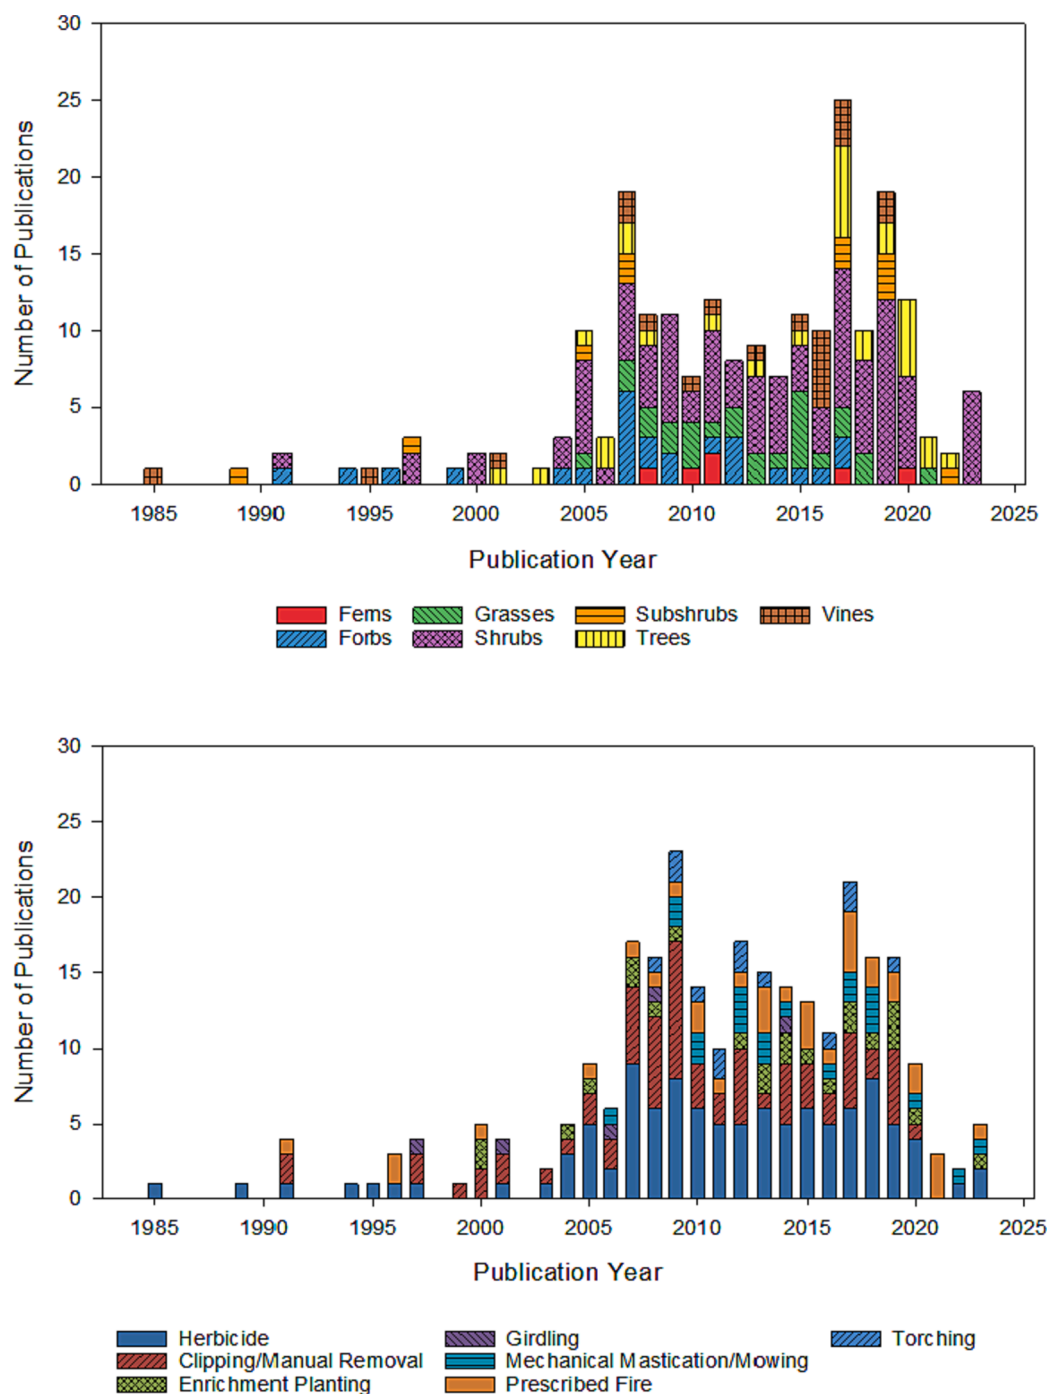 30
25
20
15
10
5
0
Number of Publications
1985 1990 1995 2000 2005 2010 2015 2020 2025
Publication Year
Ferns Grasses Subshrubs Vines
Forbs Shrubs Trees
30
25
20
15
10
5
0
Number of Publications
1985 1990 1995 2000 2005 2010 2015 2020 2025
Publication Year
Herbicide Girdling Torching
Clipping/Manual Removal Mechanical Mastication/Mowing
Enrichment Planting Prescribed Fire